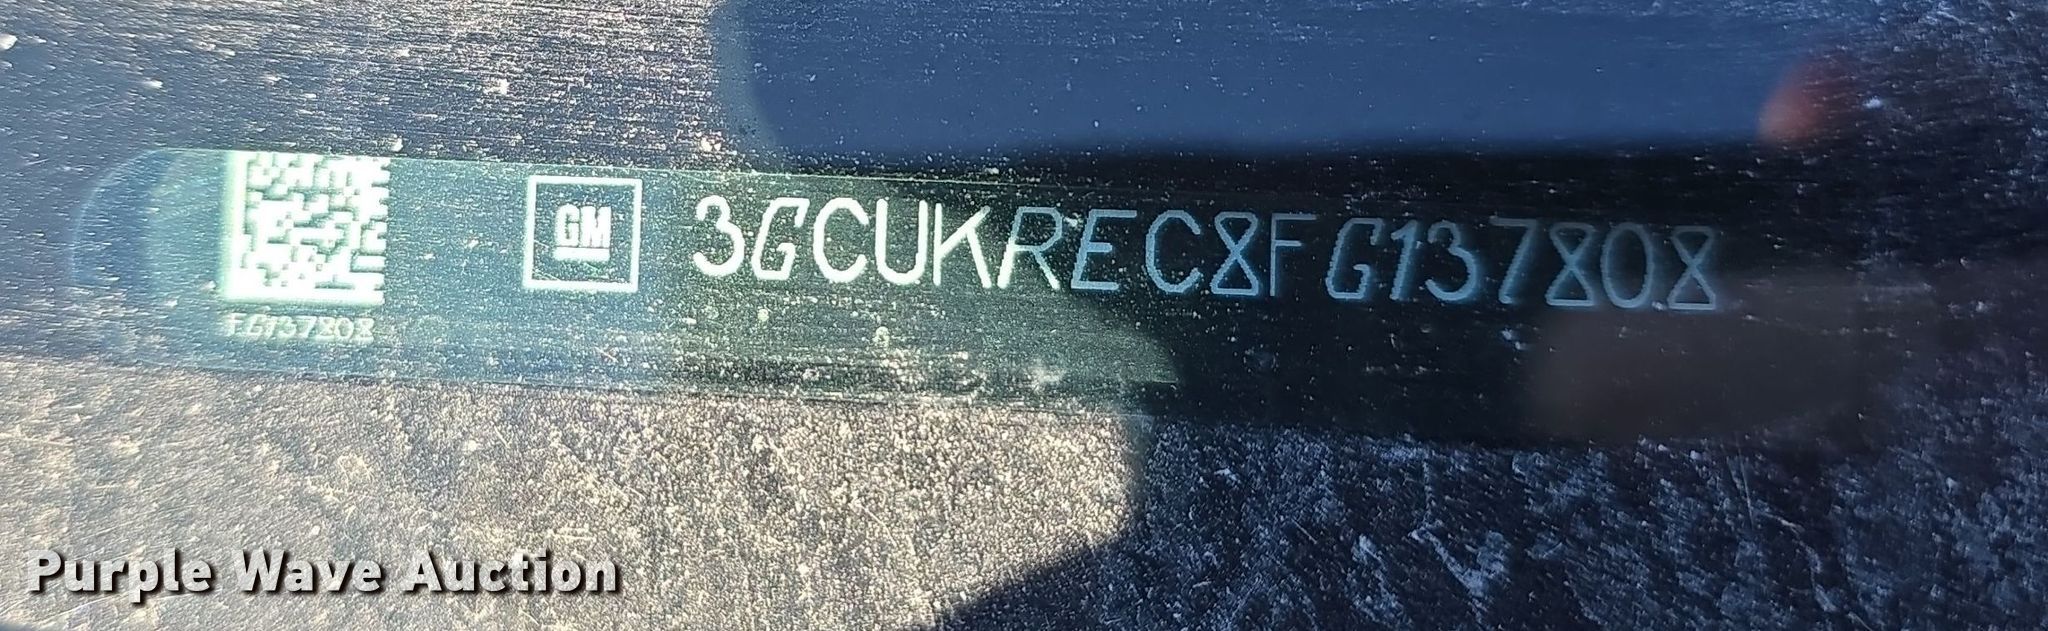 GM 3GCUKREC8FG137808
FG137808
Purple Wave Auction